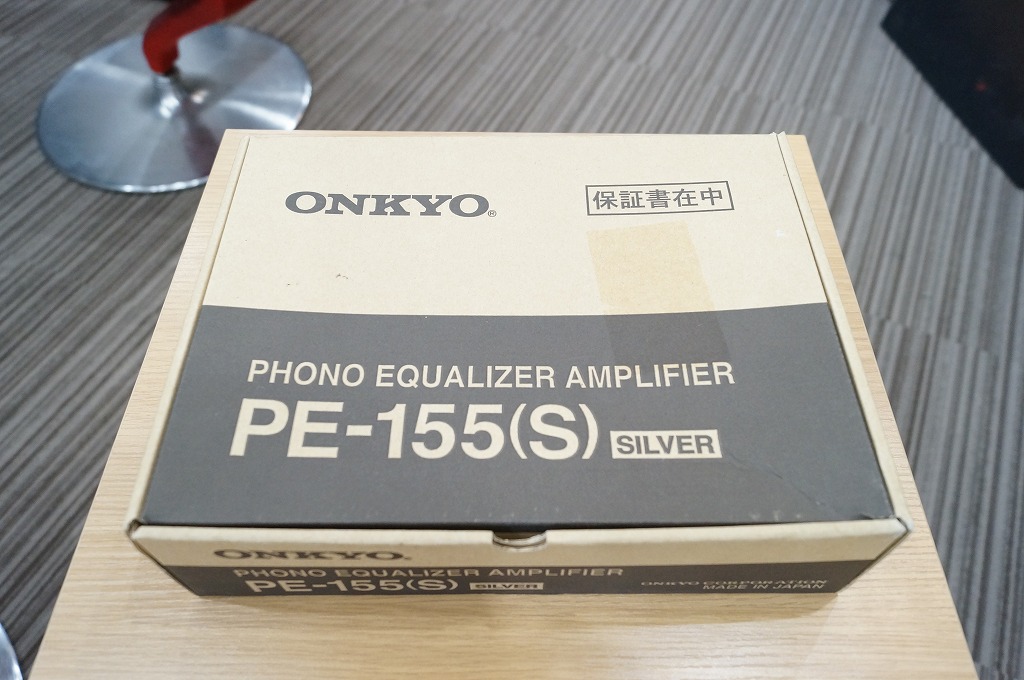 ONKYO®
保証書在中
PHONO EQUALIZER AMPLIFIER
PE-155(S) SILVER
ONKYO®
PHONO EQUALIZER AMPLIFIER
PE-155(S) SILVER
ONKYO CORPORATION
MADE IN JAPAN